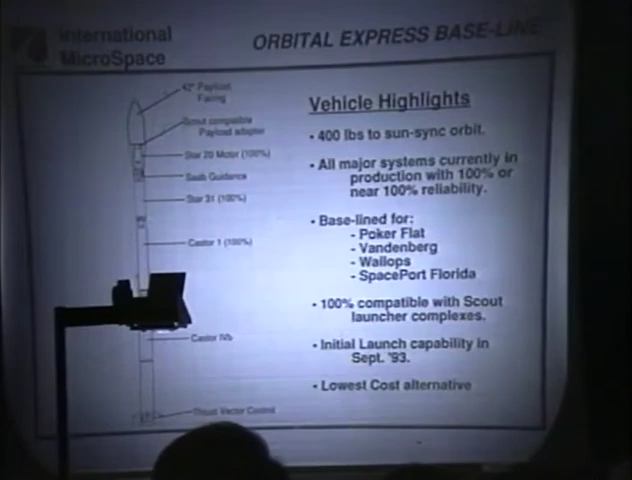 International
MicroSpace
ORBITAL EXPRESS BASE-LINE
42" Payload
Fairing
Scout compatible
Payload adapter
Star 20 Motor (100%)
Saab Guidance
Star 31 (100%)
Castor 1 (100%)
Castor IVb
Thrust Vector Control
Vehicle Highlights
- 400 lbs to sun-sync orbit.
- All major systems currently in
production with 100% or
near 100% reliability.
- Base-lined for:
- Poker Flat
- Vandenberg
- Wallops
- SpacePort Florida
- 100% compatible with Scout
launcher complexes.
- Initial Launch capability in
Sept. '93.
- Lowest Cost alternative